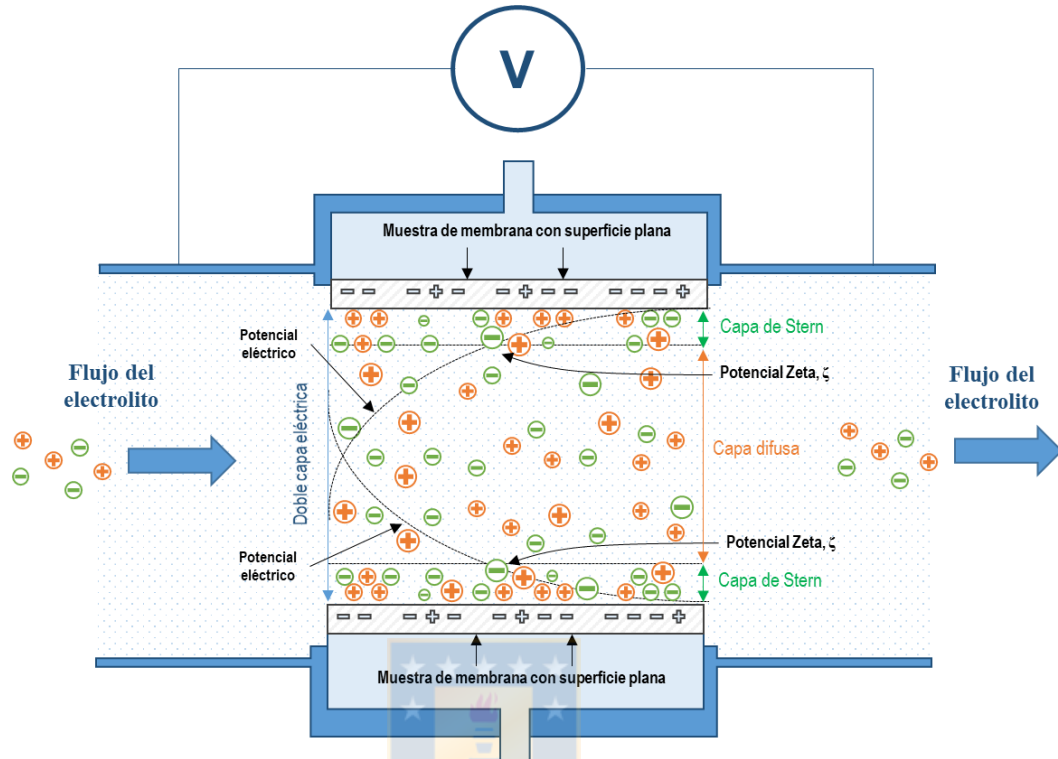 V
Muestra de membrana con superficie plana
Capa de Stern
Potencial
eléctrico
Potencial Zeta, ζ
Flujo del
electrolito
Flujo del
electrolito
Doble capa eléctrica
Capa difusa
Potencial
eléctrico
Potencial Zeta, ζ
Capa de Stern
Muestra de membrana con superficie plana